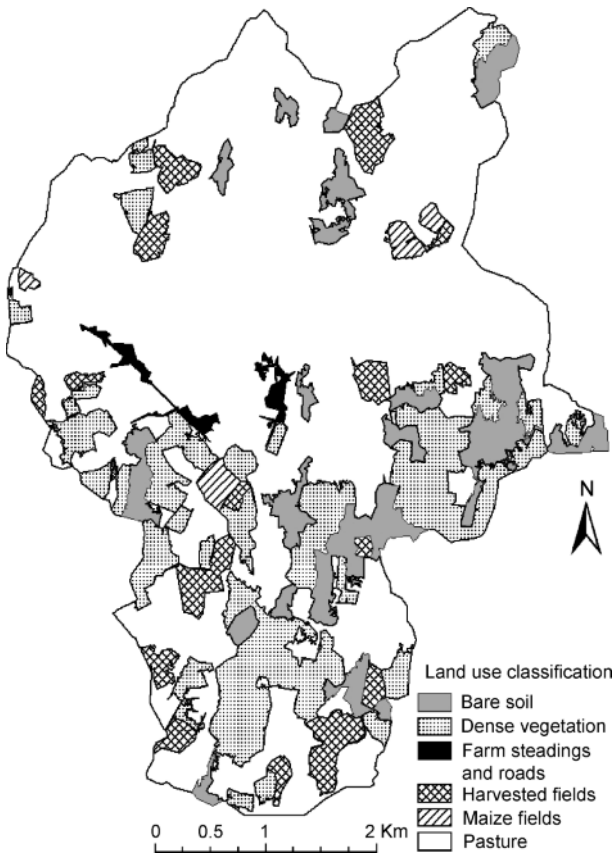 N
Land use classification
Bare soil
Dense vegetation
Farm steadings
and roads
Harvested fields
Maize fields
Pasture
0 0.5 1 2 Km